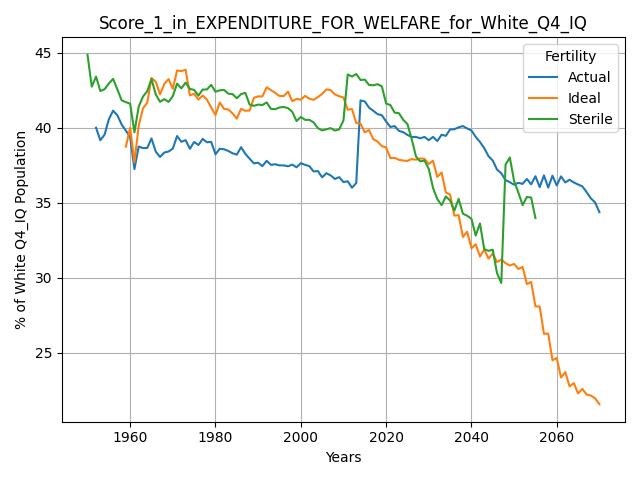 Score_1_in_EXPENDITURE_FOR_WELFARE_for_White_Q4_IQ
Fertility
Actual
Ideal
Sterile
% of White Q4_IQ Population
45
40
35
30
25
1960
1980
2000
2020
2040
2060
Years